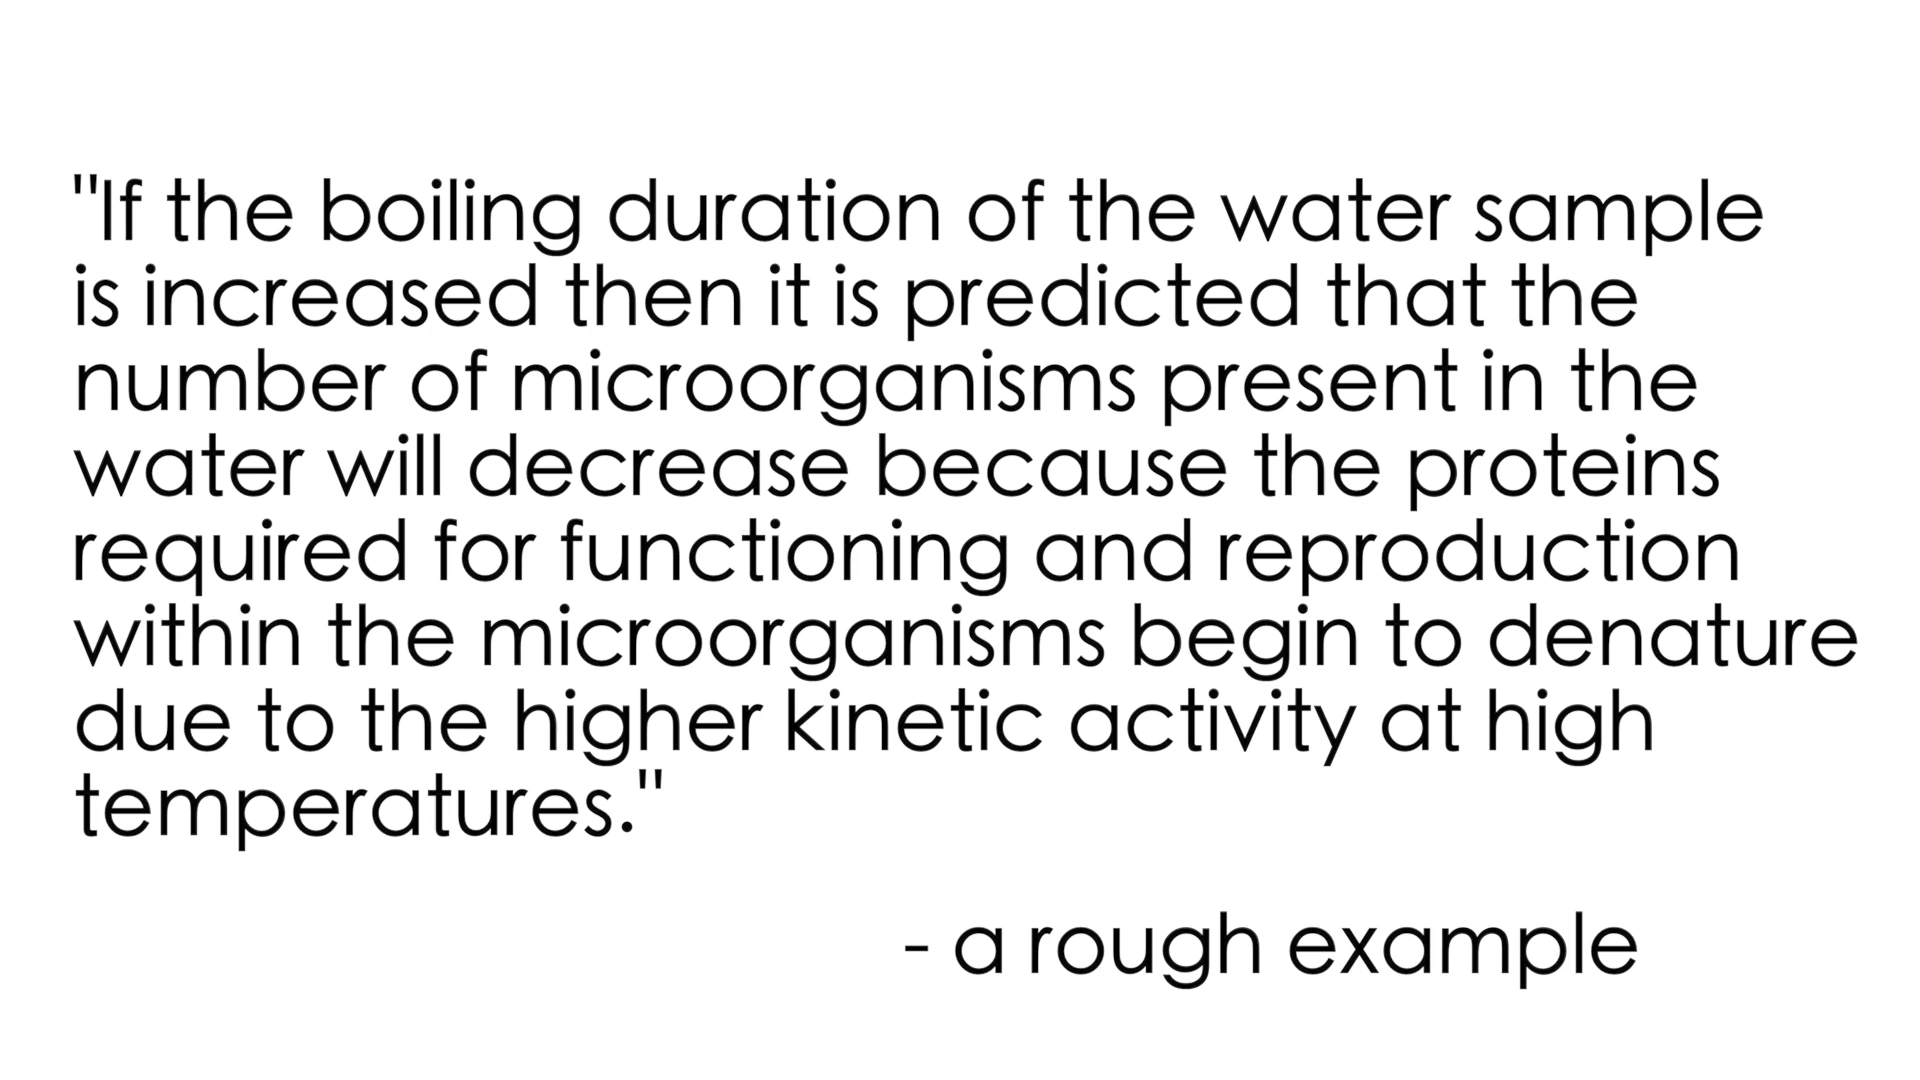 "If the boiling duration of the water sample
is increased then it is predicted that the
number of microorganisms present in the
water will decrease because the proteins
required for functioning and reproduction
within the microorganisms begin to denature
due to the higher kinetic activity at high
temperatures."
- a rough example